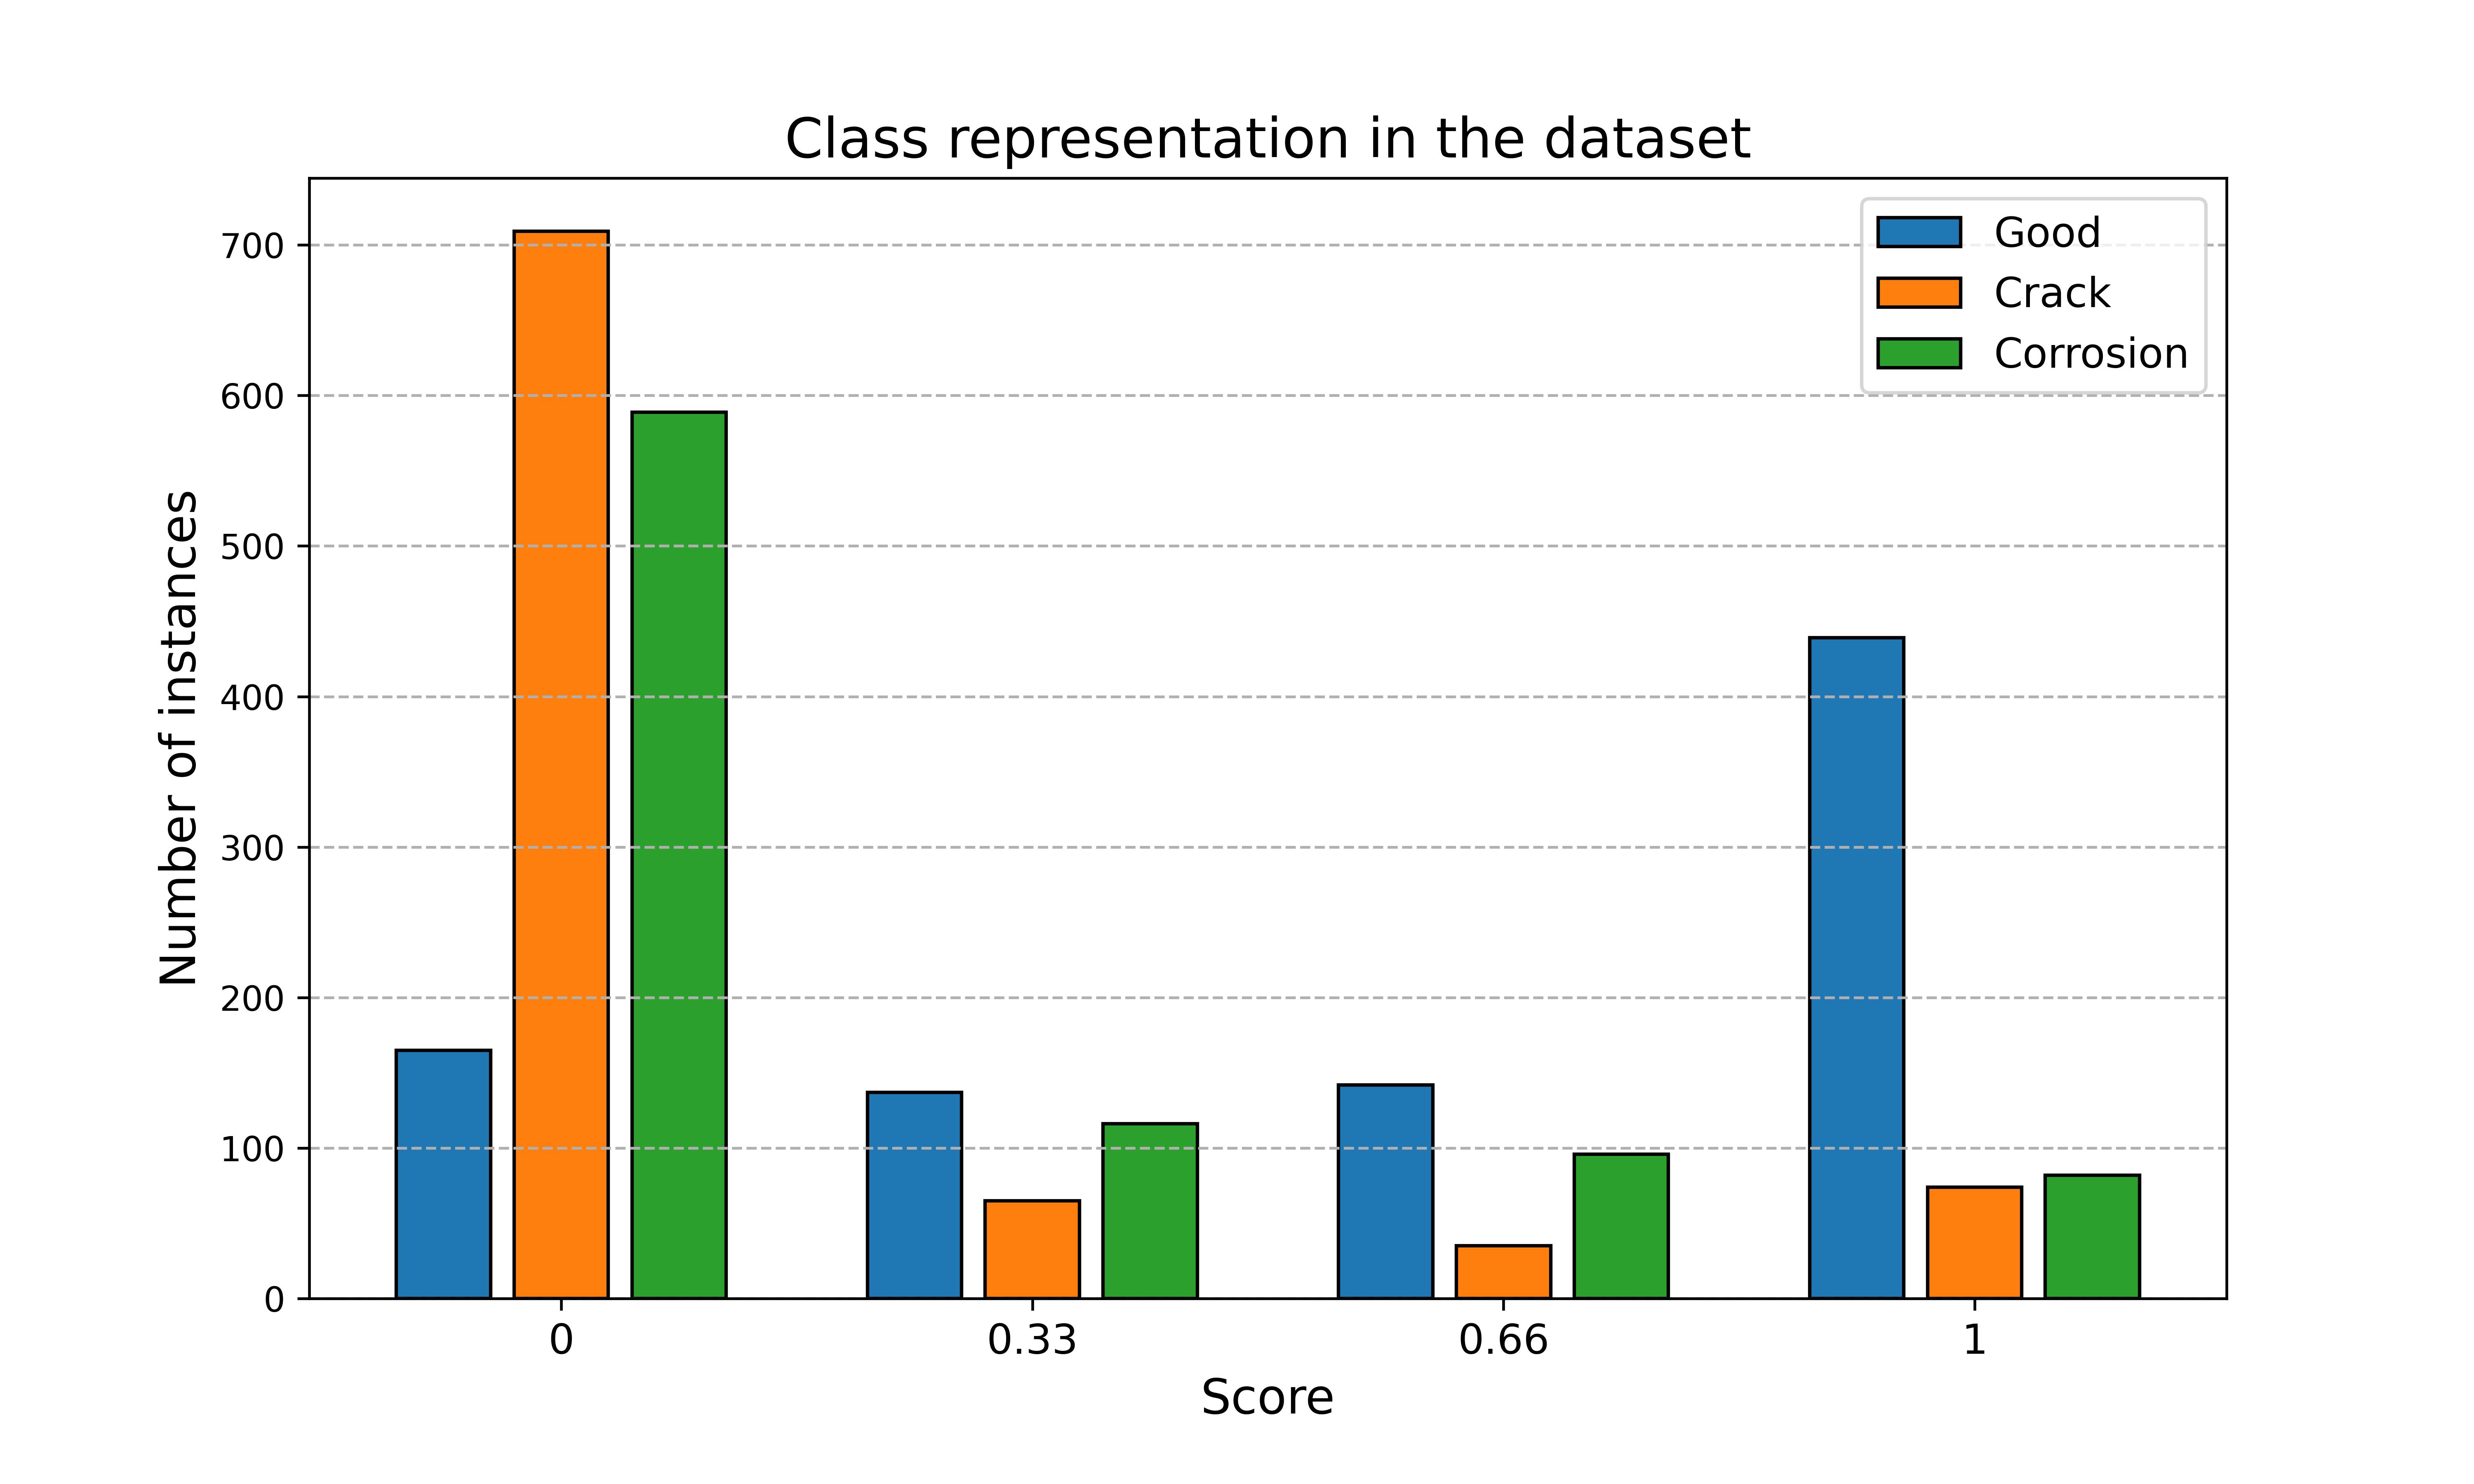 Class representation in the dataset
Good
Crack
Corrosion
Number of instances
700
600
500
400
300
200
100
0
0 0.33 0.66 1
Score